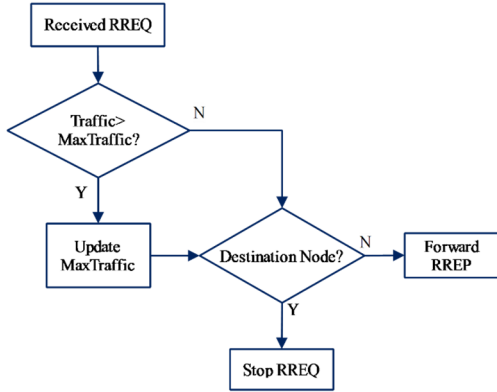 Received RREQ
Traffic>
MaxTraffic?
N
Y
Update
MaxTraffic
Destination Node?
N
Forward
RREP
Y
Stop RREQ